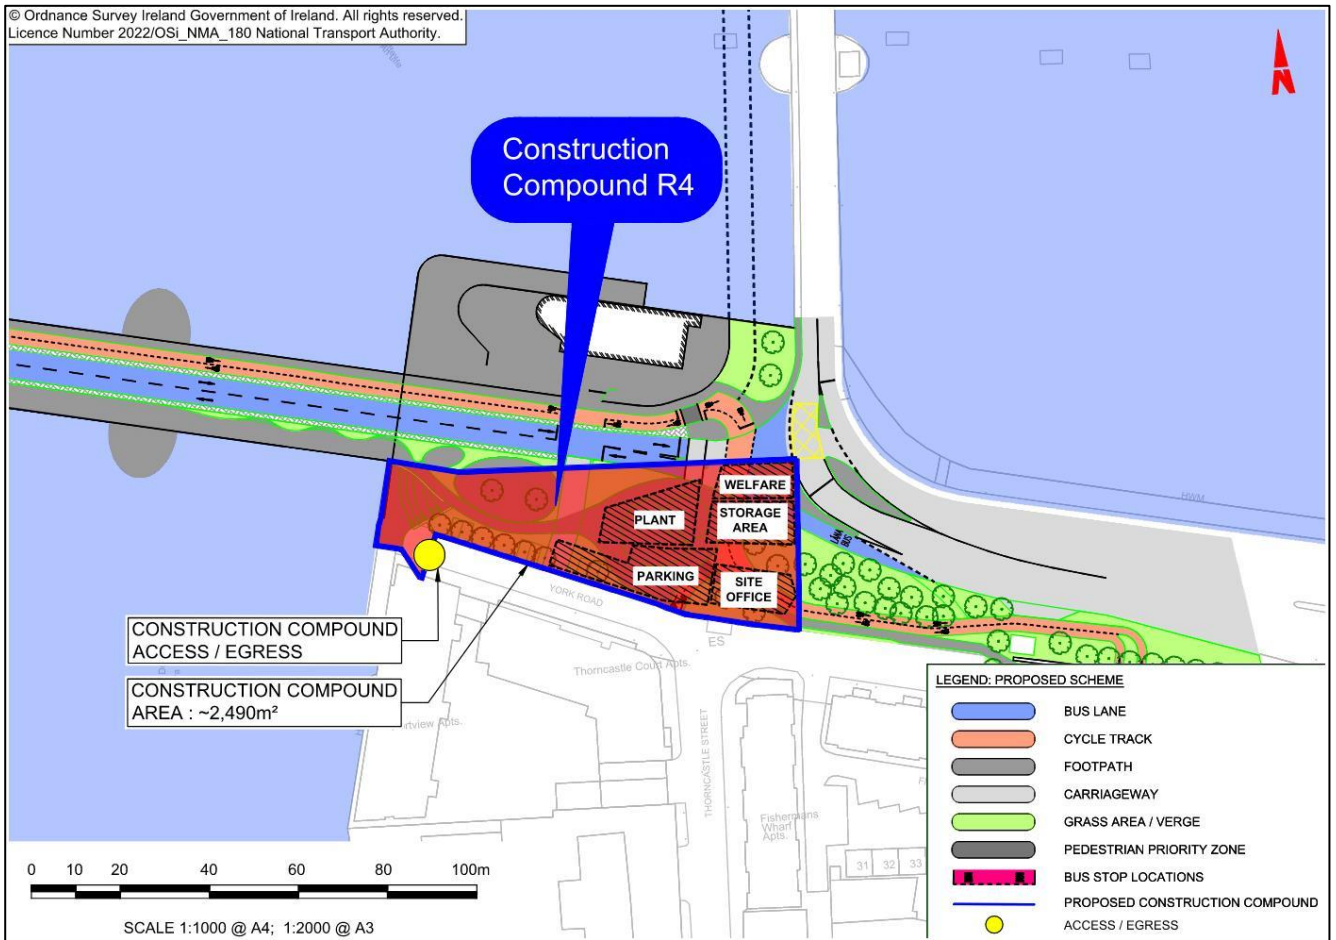 © Ordnance Survey Ireland Government of Ireland. All rights reserved.
Licence Number 2022/OSi_NMA_180 National Transport Authority.
N
Construction
Compound R4
HWM
WELFARE
STORAGE
AREA
PLANT
PARKING
SITE
OFFICE
LÁNA
BUS
YORK ROAD
ES
CONSTRUCTION COMPOUND
ACCESS / EGRESS
Thorncastle Court Apts.
CONSTRUCTION COMPOUND
AREA : ~2,490m²
THORNCASTLE STREET
Fishermans
Wharf
Apts.
31 32 33
LEGEND: PROPOSED SCHEME
BUS LANE
CYCLE TRACK
FOOTPATH
CARRIAGEWAY
GRASS AREA / VERGE
PEDESTRIAN PRIORITY ZONE
BUS STOP LOCATIONS
PROPOSED CONSTRUCTION COMPOUND
ACCESS / EGRESS
0 10 20 40 60 80 100m
SCALE 1:1000 @ A4; 1:2000 @ A3